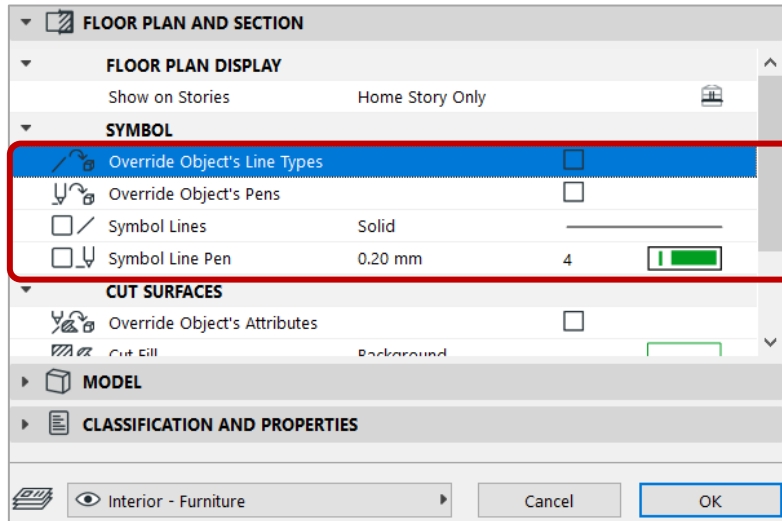 FLOOR PLAN AND SECTION
FLOOR PLAN DISPLAY
Show on Stories Home Story Only
SYMBOL
Override Object's Line Types
Override Object's Pens
Symbol Lines Solid
Symbol Line Pen 0.20 mm 4
CUT SURFACES
Override Object's Attributes
Cut Fill Background
MODEL
CLASSIFICATION AND PROPERTIES
Interior - Furniture Cancel OK